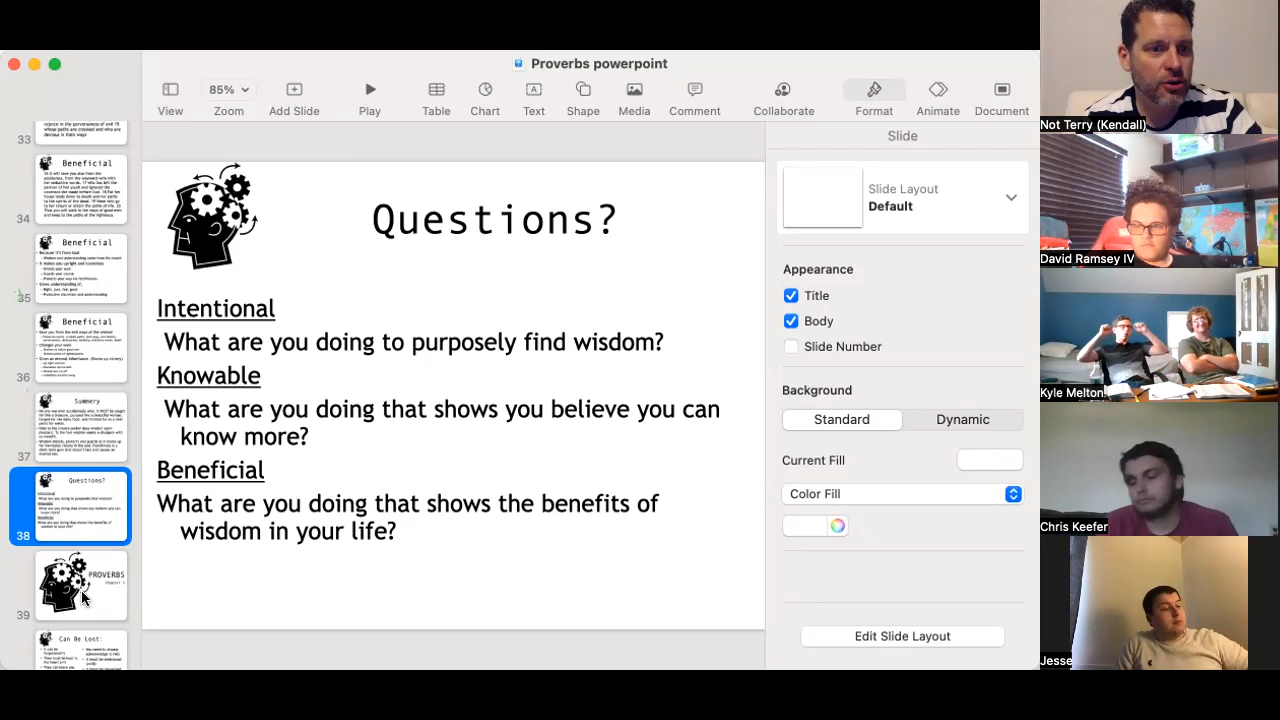 Proverbs powerpoint
85%
View
Zoom
Add Slide
Play
Table
Chart
Text
Shape
Media
Comment
Collaborate
Format
Animate
Document
33
34
Beneficial
35
Beneficial
36
Beneficial
37
Summery
38
Questions?
39
PROVERBS
Can Be Lost:
Questions?
Intentional
What are you doing to purposely find wisdom?
Knowable
What are you doing that shows you believe you can
know more?
Beneficial
What are you doing that shows the benefits of
wisdom in your life?
Slide
Slide Layout
Default
Appearance
Title
Body
Slide Number
Background
Standard
Dynamic
Current Fill
Color Fill
Edit Slide Layout
Not Terry (Kendall)
David Ramsey IV
Kyle Melton
Chris Keefer
Jesse